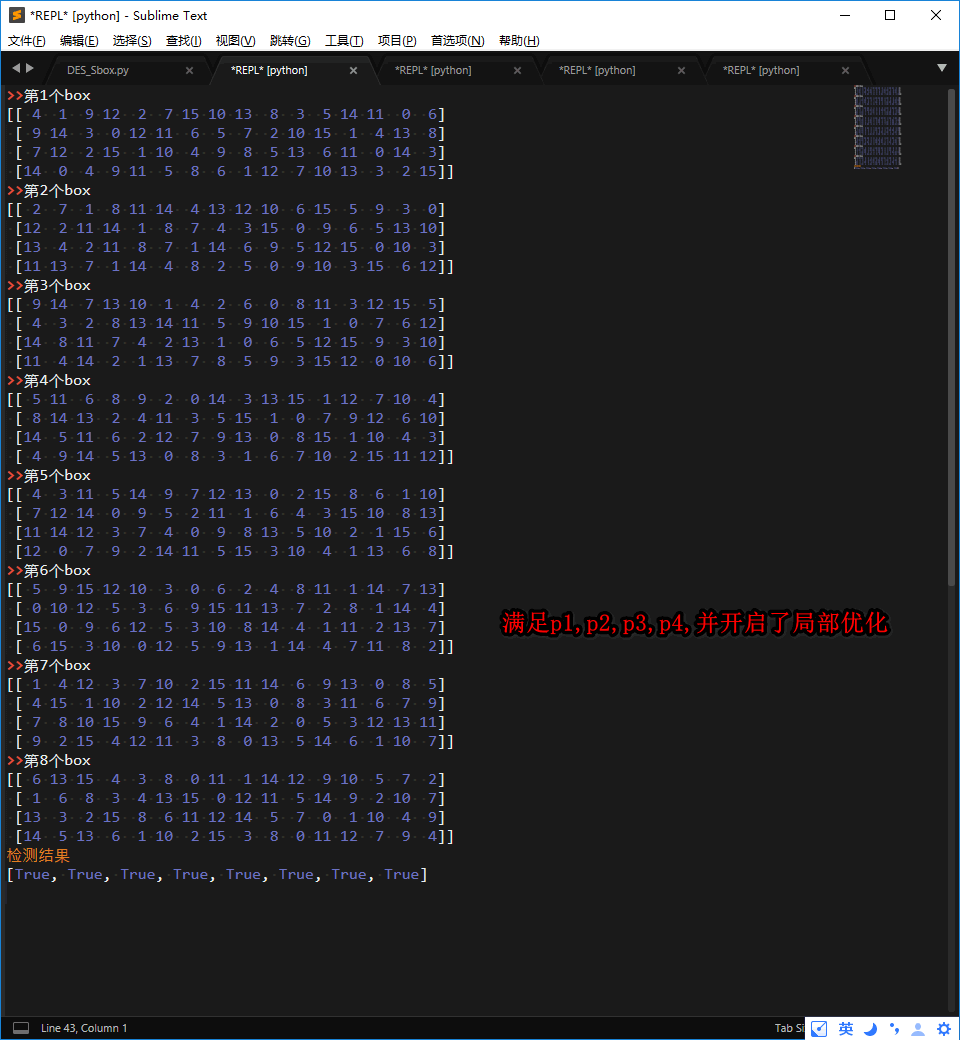 *REPL* [python] - Sublime Text
文件(F) 编辑(E) 选择(S) 查找(I) 视图(V) 跳转(G) 工具(T) 项目(P) 首选项(N) 帮助(H)
DES_Sbox.py *REPL* [python] *REPL* [python] *REPL* [python] *REPL* [python]
>>第1个box
[[ 4 1 9 12 2 7 15 10 13 8 3 5 14 11 0 6]
[ 9 14 3 0 12 11 6 5 7 2 10 15 1 4 13 8]
[ 7 12 2 15 1 10 4 9 8 5 13 6 11 0 14 3]
[14 0 4 9 11 5 8 6 1 12 7 10 13 3 2 15]]
>>第2个box
[[ 2 7 1 8 11 14 4 13 12 10 6 15 5 9 3 0]
[12 2 11 14 1 8 7 4 3 15 0 9 6 5 13 10]
[13 4 2 11 8 7 1 14 6 9 5 12 15 0 10 3]
[11 13 7 1 14 4 8 2 5 0 9 10 3 15 6 12]]
>>第3个box
[[ 9 14 7 13 10 1 4 2 6 0 8 11 3 12 15 5]
[ 4 3 2 8 13 14 11 5 9 10 15 1 0 7 6 12]
[14 8 11 7 4 2 13 1 0 6 5 12 15 9 3 10]
[11 4 14 2 1 13 7 8 5 9 3 15 12 0 10 6]]
>>第4个box
[[ 5 11 6 8 9 2 0 14 3 13 15 1 12 7 10 4]
[ 8 14 13 2 4 11 3 5 15 1 0 7 9 12 6 10]
[14 5 11 6 2 12 7 9 13 0 8 15 1 10 4 3]
[ 4 9 14 5 13 0 8 3 1 6 7 10 2 15 11 12]]
>>第5个box
[[ 4 3 11 5 14 9 7 12 13 0 2 15 8 6 1 10]
[ 7 12 14 0 9 5 2 11 1 6 4 3 15 10 8 13]
[11 14 12 3 7 4 0 9 8 13 5 10 2 1 15 6]
[12 0 7 9 2 14 11 5 15 3 10 4 1 13 6 8]]
>>第6个box
[[ 5 9 15 12 10 3 0 6 2 4 8 11 1 14 7 13]
[ 0 10 12 5 3 6 9 15 11 13 7 2 8 1 14 4]
[15 0 9 6 12 5 3 10 8 14 4 1 11 2 13 7]
[ 6 15 3 10 0 12 5 9 13 1 14 4 7 11 8 2]]
满足p1,p2,p3,p4,并开启了局部优化
>>第7个box
[[ 1 4 12 3 7 10 2 15 11 14 6 9 13 0 8 5]
[ 4 15 1 10 2 12 14 5 13 0 8 3 11 6 7 9]
[ 7 8 10 15 9 6 4 1 14 2 0 5 3 12 13 11]
[ 9 2 15 4 12 11 3 8 0 13 5 14 6 1 10 7]]
>>第8个box
[[ 6 13 15 4 3 8 0 11 1 14 12 9 10 5 7 2]
[ 1 6 8 3 4 13 15 0 12 11 5 14 9 2 10 7]
[13 3 2 15 8 6 11 12 14 5 7 0 1 10 4 9]
[14 5 13 6 1 10 2 15 3 8 0 11 12 7 9 4]]
检测结果
[True, True, True, True, True, True, True, True]
Line 43, Column 1 Tab Si 英